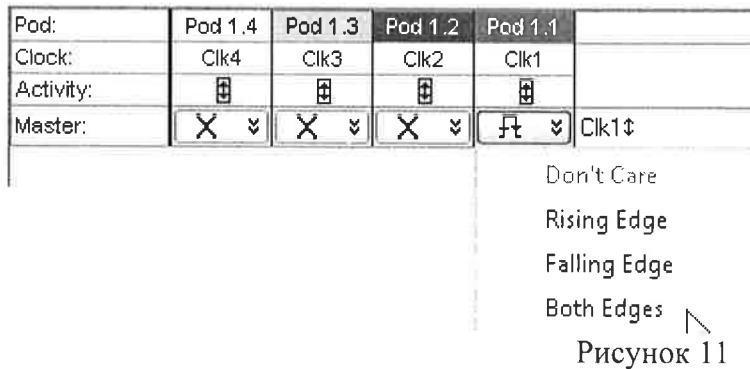 Pod: Pod 1.4 Pod 1.3 Pod 1.2 Pod 1.1
Clock: Clk4 Clk3 Clk2 Clk1
Activity: ↕ ↕ ↕ ↕
Master: X X X Clk1↕
Don't Care
Rising Edge
Falling Edge
Both Edges
Рисунок 11